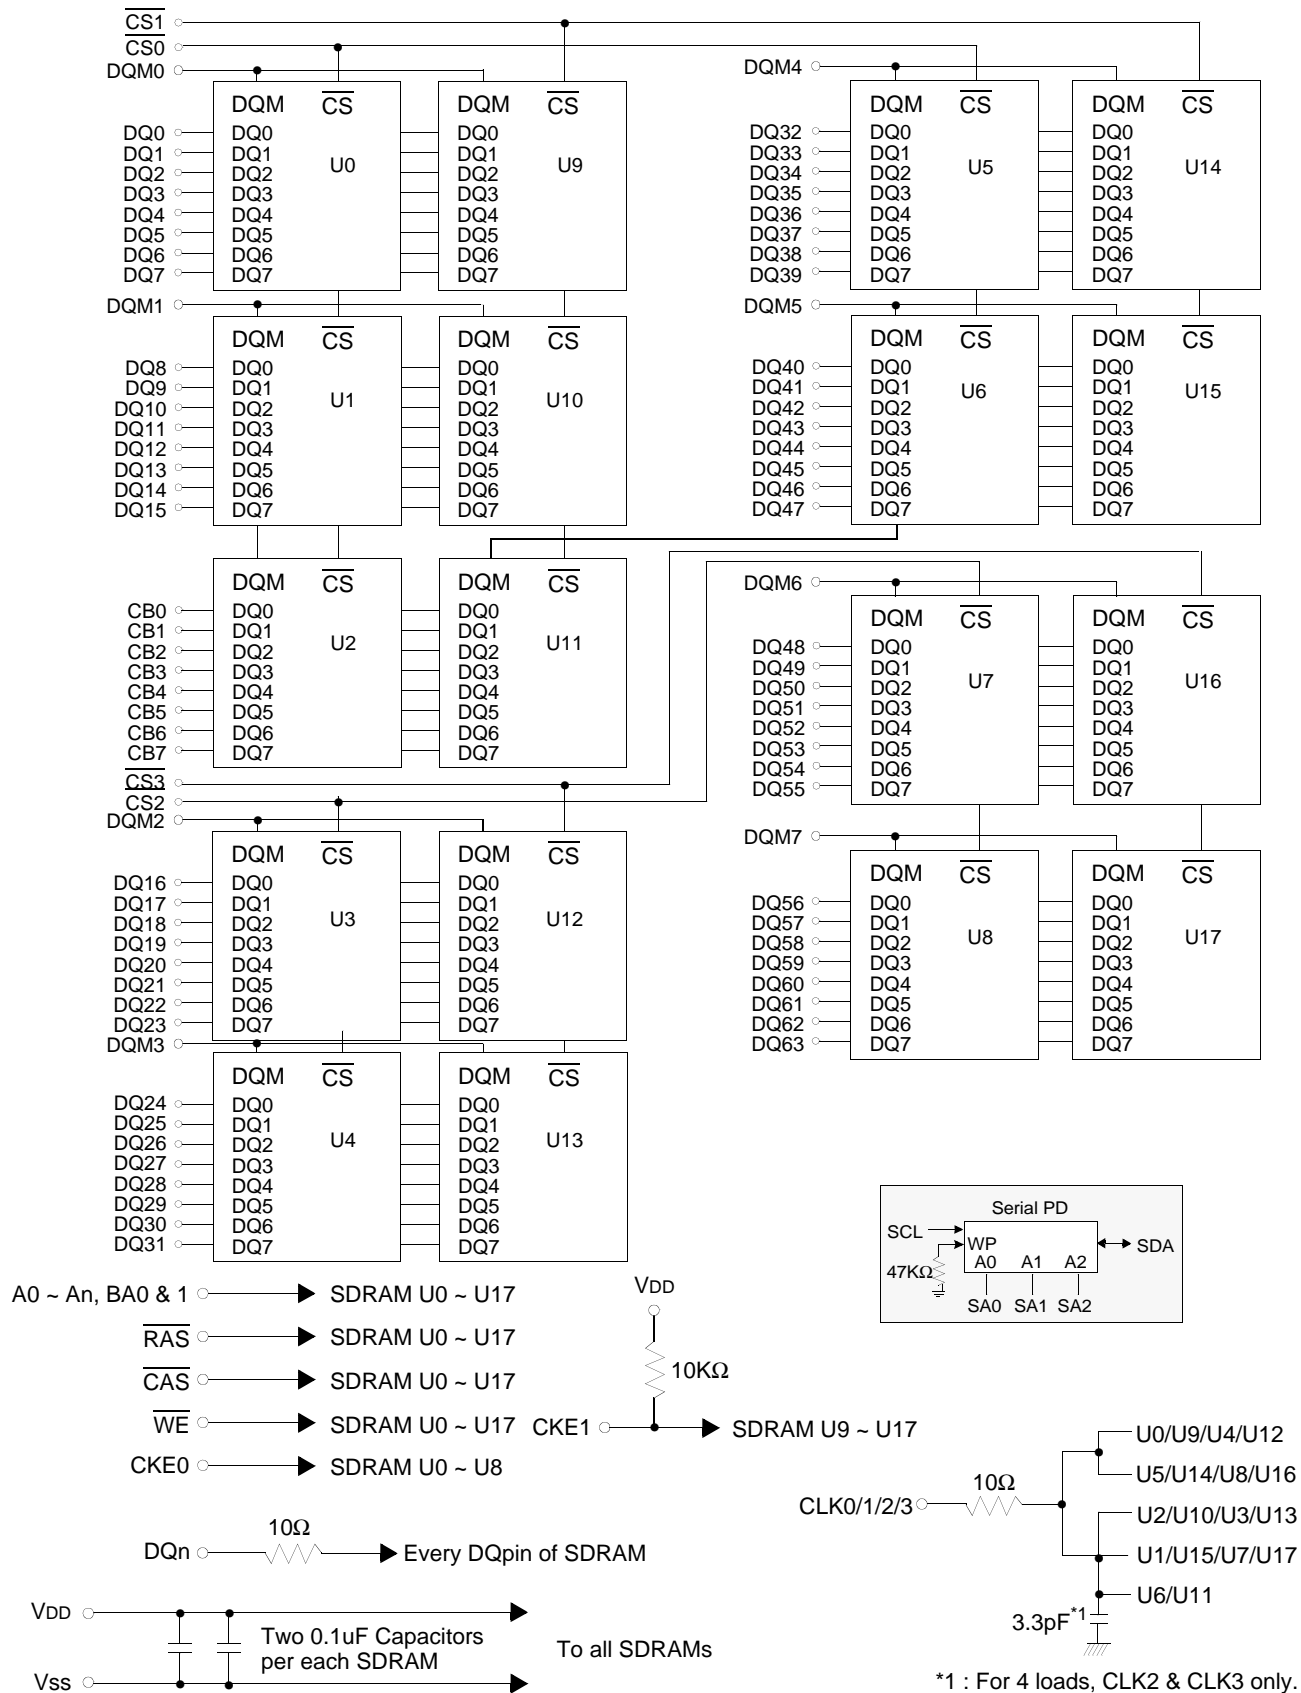 CS1
CS0
DQM0
DQM CS
DQ0 DQ0
DQ1 DQ1
DQ2 DQ2
DQ3 DQ3
DQ4 DQ4
DQ5 DQ5
DQ6 DQ6
DQ7 DQ7
U0
DQM CS
DQ0
DQ1
DQ2
DQ3
DQ4
DQ5
DQ6
DQ7
U9
DQM1
DQM CS
DQ8 DQ0
DQ9 DQ1
DQ10 DQ2
DQ11 DQ3
DQ12 DQ4
DQ13 DQ5
DQ14 DQ6
DQ15 DQ7
U1
DQM CS
DQ0
DQ1
DQ2
DQ3
DQ4
DQ5
DQ6
DQ7
U10
DQM CS
CB0 DQ0
CB1 DQ1
CB2 DQ2
CB3 DQ3
CB4 DQ4
CB5 DQ5
CB6 DQ6
CB7 DQ7
U2
DQM CS
DQ0
DQ1
DQ2
DQ3
DQ4
DQ5
DQ6
DQ7
U11
CS3
CS2
DQM2
DQM CS
DQ16 DQ0
DQ17 DQ1
DQ18 DQ2
DQ19 DQ3
DQ20 DQ4
DQ21 DQ5
DQ22 DQ6
DQ23 DQ7
U3
DQM CS
DQ0
DQ1
DQ2
DQ3
DQ4
DQ5
DQ6
DQ7
U12
DQM3
DQM CS
DQ24 DQ0
DQ25 DQ1
DQ26 DQ2
DQ27 DQ3
DQ28 DQ4
DQ29 DQ5
DQ30 DQ6
DQ31 DQ7
U4
DQM CS
DQ0
DQ1
DQ2
DQ3
DQ4
DQ5
DQ6
DQ7
U13
DQM4
DQM CS
DQ32 DQ0
DQ33 DQ1
DQ34 DQ2
DQ35 DQ3
DQ36 DQ4
DQ37 DQ5
DQ38 DQ6
DQ39 DQ7
U5
DQM CS
DQ0
DQ1
DQ2
DQ3
DQ4
DQ5
DQ6
DQ7
U14
DQM5
DQM CS
DQ40 DQ0
DQ41 DQ1
DQ42 DQ2
DQ43 DQ3
DQ44 DQ4
DQ45 DQ5
DQ46 DQ6
DQ47 DQ7
U6
DQM CS
DQ0
DQ1
DQ2
DQ3
DQ4
DQ5
DQ6
DQ7
U15
DQM6
DQM CS
DQ48 DQ0
DQ49 DQ1
DQ50 DQ2
DQ51 DQ3
DQ52 DQ4
DQ53 DQ5
DQ54 DQ6
DQ55 DQ7
U7
DQM CS
DQ0
DQ1
DQ2
DQ3
DQ4
DQ5
DQ6
DQ7
U16
DQM7
DQM CS
DQ56 DQ0
DQ57 DQ1
DQ58 DQ2
DQ59 DQ3
DQ60 DQ4
DQ61 DQ5
DQ62 DQ6
DQ63 DQ7
U8
DQM CS
DQ0
DQ1
DQ2
DQ3
DQ4
DQ5
DQ6
DQ7
U17
Serial PD
SCL
WP
SDA
47KΩ
A0 A1 A2
SA0 SA1 SA2
A0 ~ An, BA0 & 1 SDRAM U0 ~ U17
RAS SDRAM U0 ~ U17
CAS SDRAM U0 ~ U17
WE SDRAM U0 ~ U17
CKE0 SDRAM U0 ~ U8
VDD
10KΩ
CKE1 SDRAM U9 ~ U17
CLK0/1/2/3
10Ω
U0/U9/U4/U12
U5/U14/U8/U16
U2/U10/U3/U13
U1/U15/U7/U17
U6/U11
3.3pF*1
*1 : For 4 loads, CLK2 & CLK3 only.
10Ω
DQn Every DQpin of SDRAM
VDD
Two 0.1uF Capacitors
per each SDRAM
To all SDRAMs
Vss